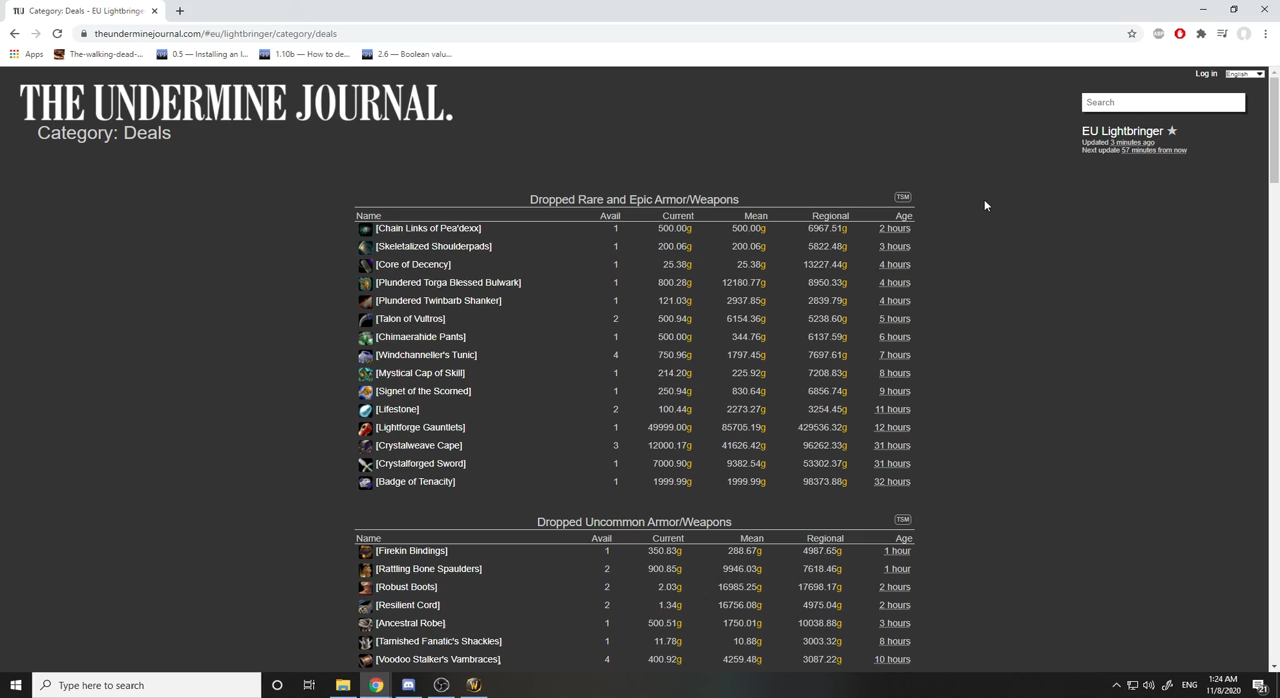 Category: Deals - EU Lightbringe
theunderminejournal.com/#eu/lightbringer/category/deals
Apps The-walking-dead-... 0.5 — Installing an I... 1.10b — How to de... 2.6 — Boolean valu...
Log in English
THE UNDERMINE JOURNAL.
Category: Deals
Search
EU Lightbringer
Updated 3 minutes ago
Next update 57 minutes from now
Dropped Rare and Epic Armor/Weapons TSM
Name Avail Current Mean Regional Age
[Chain Links of Pea'dexx] 1 500.00g 500.00g 6967.51g 2 hours
[Skeletalized Shoulderpads] 1 200.06g 200.06g 5822.48g 3 hours
[Core of Decency] 1 25.38g 25.38g 13227.44g 4 hours
[Plundered Torga Blessed Bulwark] 1 800.28g 12180.77g 8950.33g 4 hours
[Plundered Twinbarb Shanker] 1 121.03g 2937.85g 2839.79g 4 hours
[Talon of Vultros] 2 500.94g 6154.36g 5238.60g 5 hours
[Chimaerahide Pants] 1 500.00g 344.76g 6137.59g 6 hours
[Windchanneller's Tunic] 4 750.96g 1797.45g 7697.61g 7 hours
[Mystical Cap of Skill] 1 214.20g 225.92g 7208.83g 8 hours
[Signet of the Scorned] 1 250.94g 830.64g 6856.74g 9 hours
[Lifestone] 2 100.44g 2273.27g 3254.45g 11 hours
[Lightforge Gauntlets] 1 49999.00g 85705.19g 429536.32g 12 hours
[Crystalweave Cape] 3 12000.17g 41626.42g 96262.33g 31 hours
[Crystalforged Sword] 1 7000.90g 9382.54g 53302.37g 31 hours
[Badge of Tenacity] 1 1999.99g 1999.99g 98373.88g 32 hours
Dropped Uncommon Armor/Weapons TSM
Name Avail Current Mean Regional Age
[Firekin Bindings] 1 350.83g 288.67g 4987.65g 1 hour
[Rattling Bone Spaulders] 2 900.85g 9946.03g 7618.46g 1 hour
[Robust Boots] 2 2.03g 16985.25g 17698.17g 2 hours
[Resilient Cord] 2 1.34g 16756.08g 4975.04g 2 hours
[Ancestral Robe] 1 500.51g 1750.01g 10038.88g 3 hours
[Tarnished Fanatic's Shackles] 1 11.78g 10.88g 3003.32g 8 hours
[Voodoo Stalker's Vambraces] 4 400.92g 4259.48g 3087.22g 10 hours
Type here to search
ENG
1:24 AM
11/8/2020
21